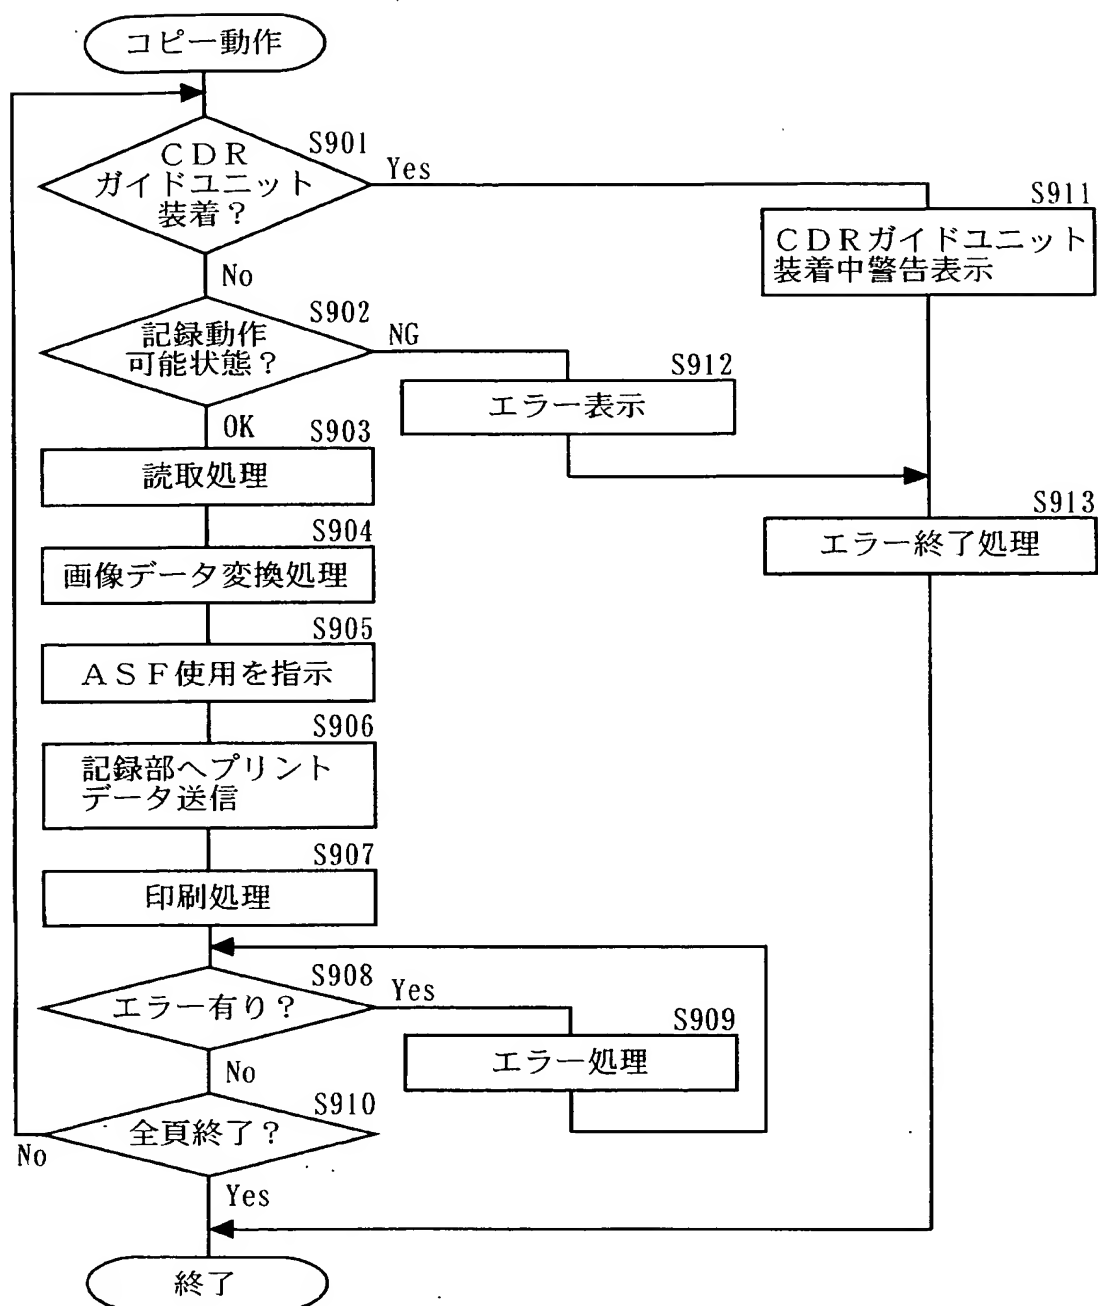 コピー動作
S901
CDR
ガイドユニット
装着?
Yes
No
S911
CDRガイドユニット
装着中警告表示
S902
記録動作
可能状態?
NG
OK
S912
エラー表示
S903
読取処理
S913
エラー終了処理
S904
画像データ変換処理
S905
ASF使用を指示
S906
記録部へプリント
データ送信
S907
印刷処理
S908
エラー有り?
Yes
No
S909
エラー処理
S910
全頁終了?
No
Yes
終了